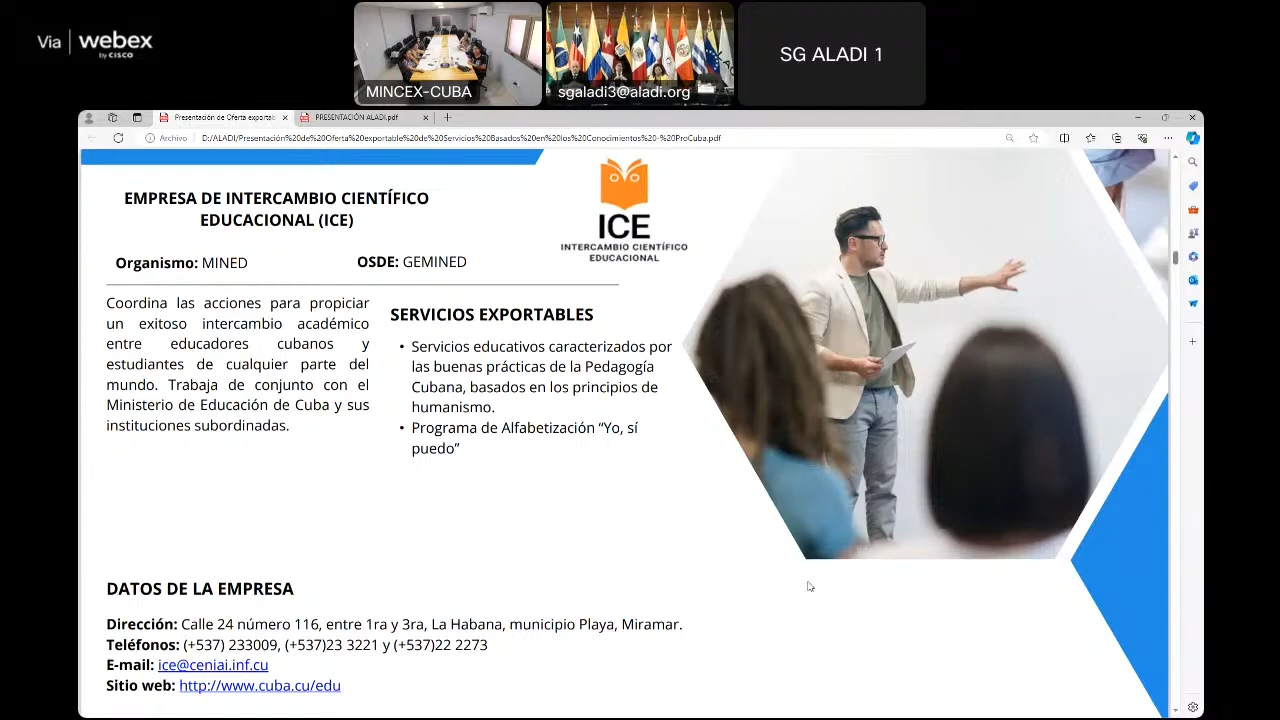 Via webex
by CISCO
MINCEX-CUBA
sgaladi3@aladi.org
SG ALADI 1
Presentación de Oferta exportab
PRESENTACIÓN ALADI.pdf
Archivo
D:/ALADI/Presentación%20de%20Oferta%20exportable%20de%20Servicios%20Basados%20en%20los%20Conocimientos%20-%20ProCuba.pdf
EMPRESA DE INTERCAMBIO CIENTÍFICO
EDUCACIONAL (ICE)
ICE
INTERCAMBIO CIENTÍFICO
EDUCACIONAL
Organismo: MINED
OSDE: GEMINED
Coordina las acciones para propiciar
un exitoso intercambio académico
entre educadores cubanos y
estudiantes de cualquier parte del
mundo. Trabaja de conjunto con el
Ministerio de Educación de Cuba y sus
instituciones subordinadas.
SERVICIOS EXPORTABLES
• Servicios educativos caracterizados por
las buenas prácticas de la Pedagogía
Cubana, basados en los principios de
humanismo.
• Programa de Alfabetización “Yo, sí
puedo”
DATOS DE LA EMPRESA
Dirección: Calle 24 número 116, entre 1ra y 3ra, La Habana, municipio Playa, Miramar.
Teléfonos: (+537) 233009, (+537)23 3221 y (+537)22 2273
E-mail: ice@ceniai.inf.cu
Sitio web: http://www.cuba.cu/edu